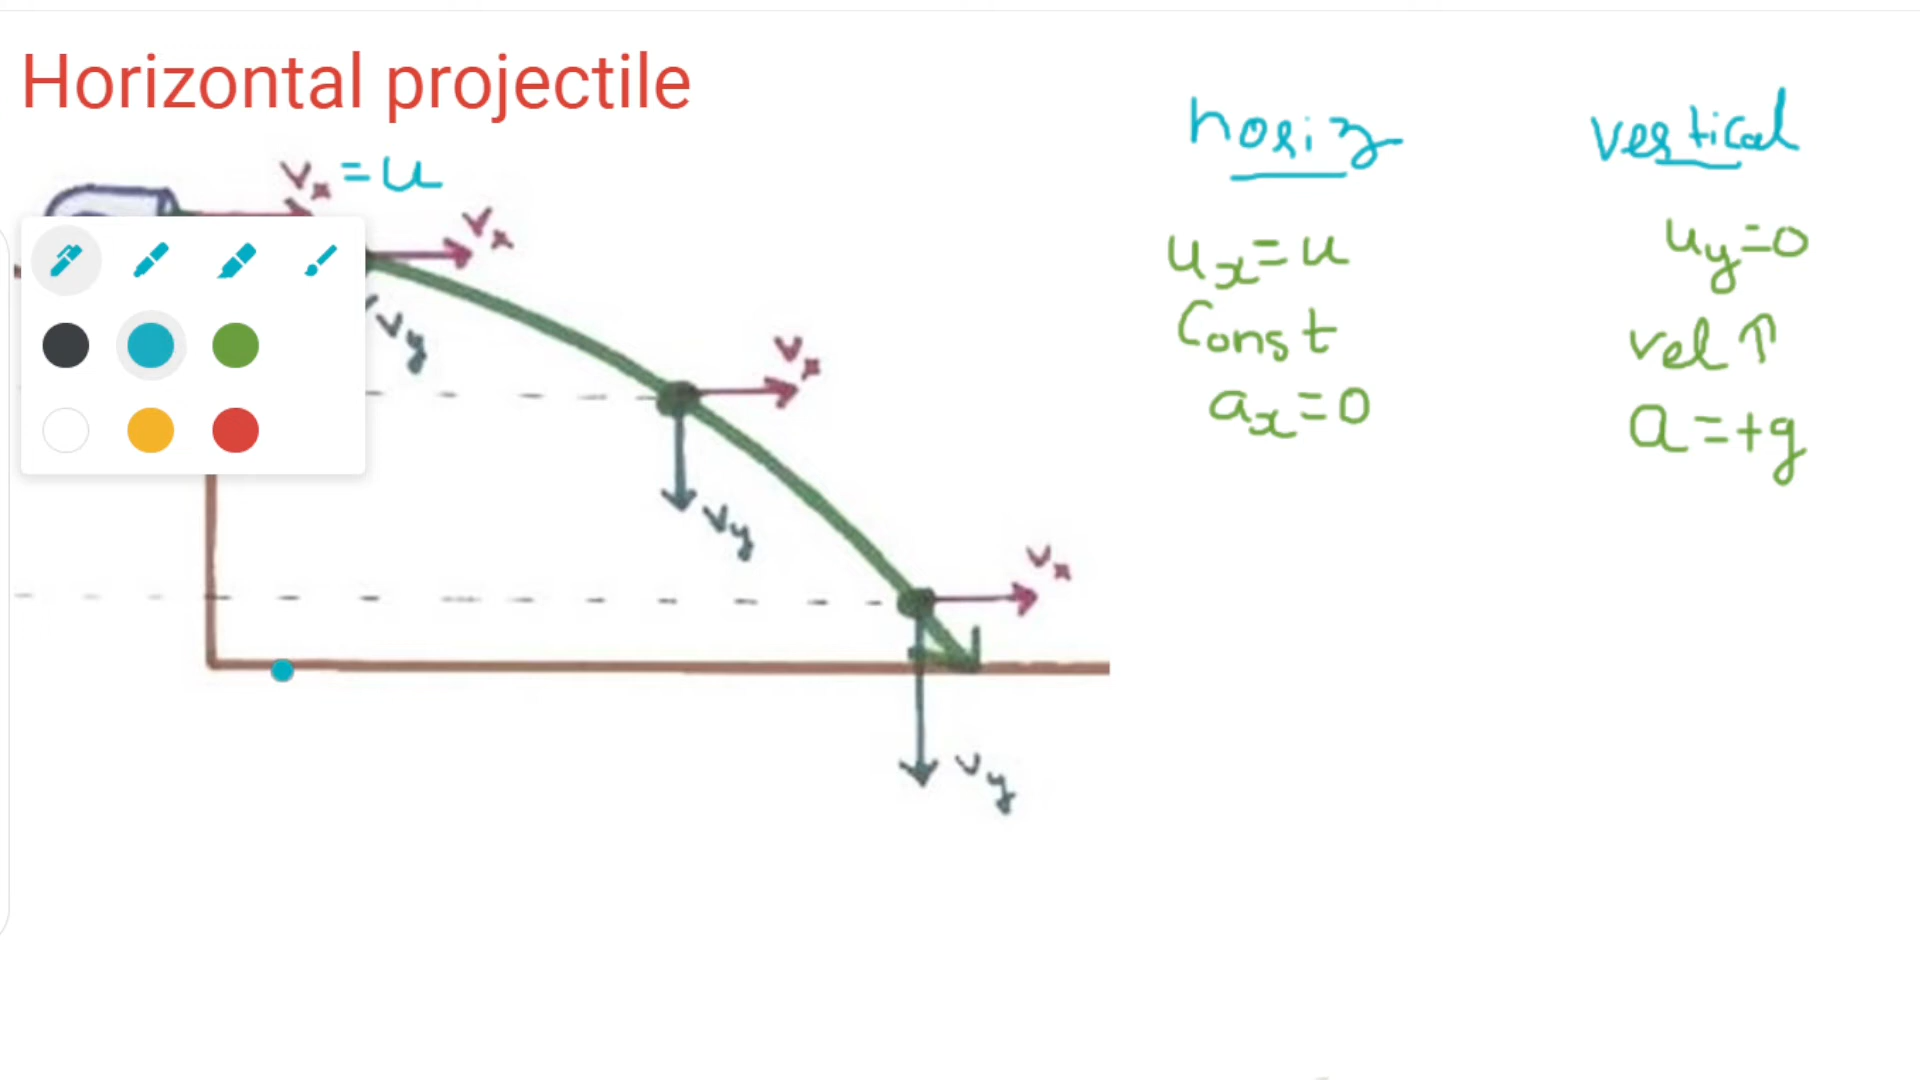 Horizontal projectile
vx = u
vx
vy
vx
vy
vx
vy
horiz
ux = u
Const
ax = 0
vertical
uy = 0
vel ↑
a = +g